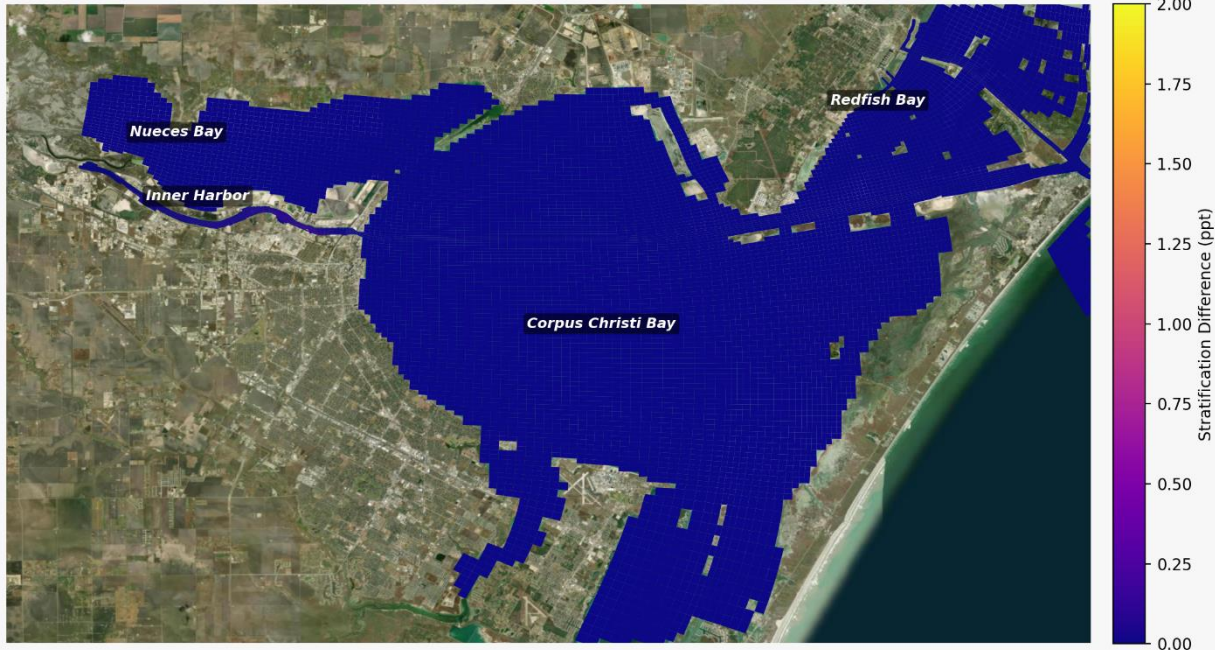 Nueces Bay
Redfish Bay
Inner Harbor
Corpus Christi Bay
2.00
1.75
1.50
1.25
1.00
0.75
0.50
0.25
0.00
Stratification Difference (ppt)